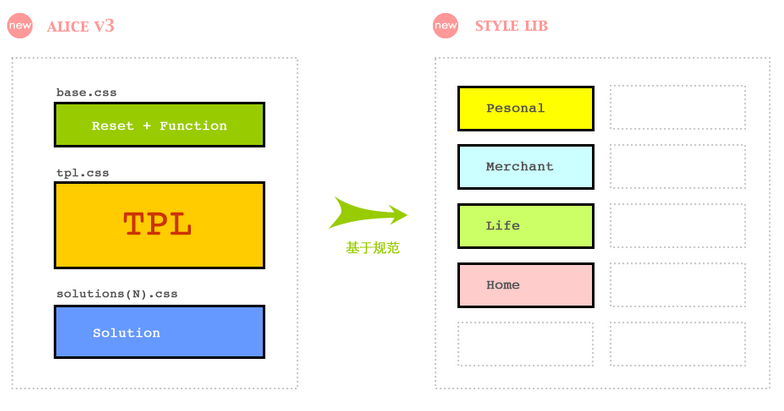 new ALICE V3
base.css
Reset + Function
tpl.css
TPL
solutions(N).css
Solution
基于规范
new STYLE LIB
Pesonal
Merchant
Life
Home